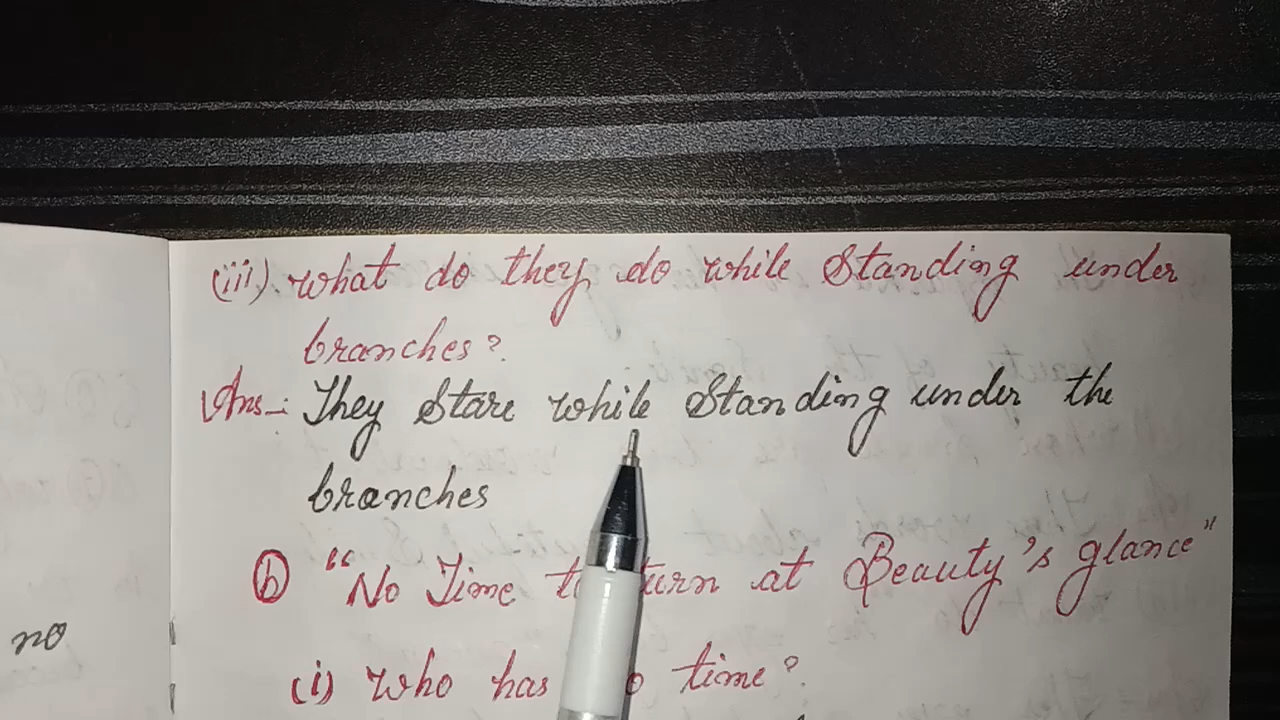 (iii) what do they do while standing under
branches?
Ans-: They stare while standing under the
branches
(b) "No Time turn at Beauty's glance"
(i) who has time?
no